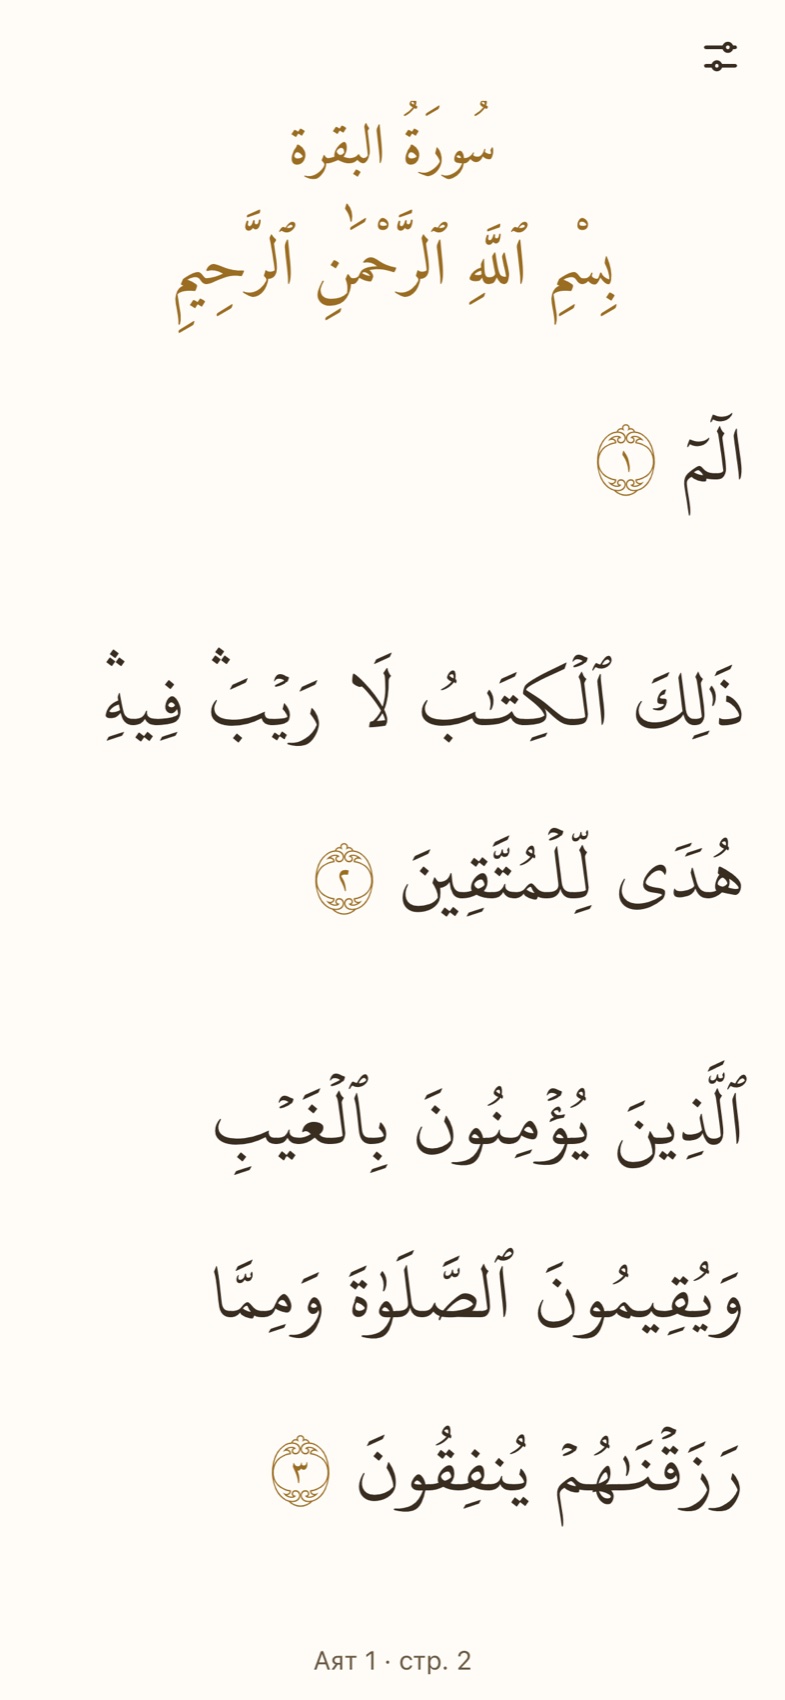 سُورَةُ البقرة
بِسْمِ ٱللَّهِ ٱلرَّحْمَٰنِ ٱلرَّحِيمِ
الٓمٓ ١
ذَٰلِكَ ٱلْكِتَٰبُ لَا رَيْبَ ۛ فِيهِ ۛ
هُدًى لِّلْمُتَّقِينَ ٢
ٱلَّذِينَ يُؤْمِنُونَ بِٱلْغَيْبِ
وَيُقِيمُونَ ٱلصَّلَوٰةَ وَمِمَّا
رَزَقْنَٰهُمْ يُنفِقُونَ ٣
Аят 1 · стр. 2